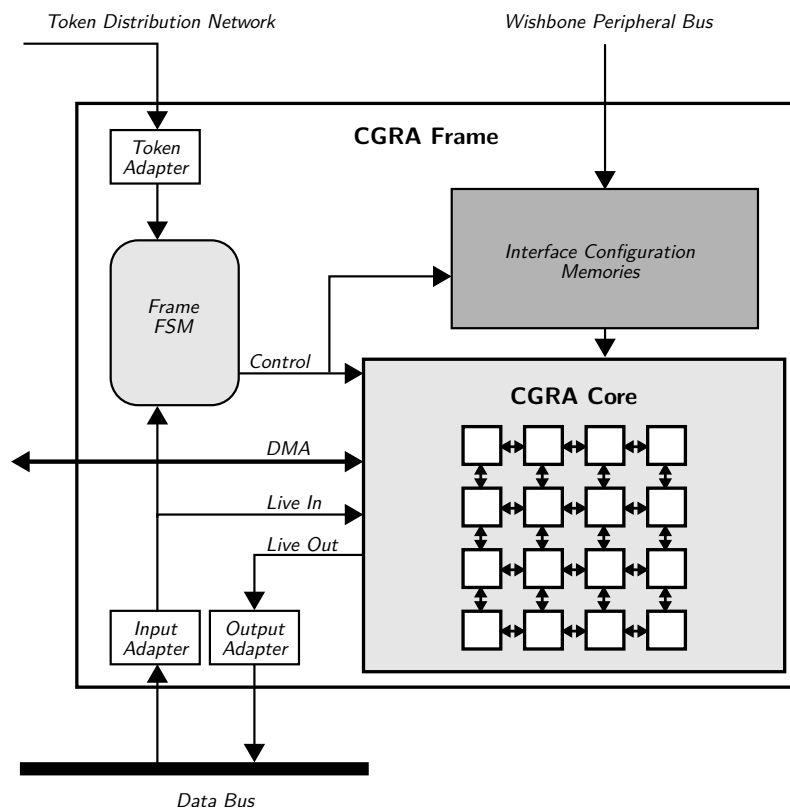 Token Distribution Network
Wishbone Peripheral Bus
CGRA Frame
Token
Adapter
Interface Configuration
Memories
Frame
FSM
Control
CGRA Core
DMA
Live In
Live Out
Input
Adapter
Output
Adapter
Data Bus